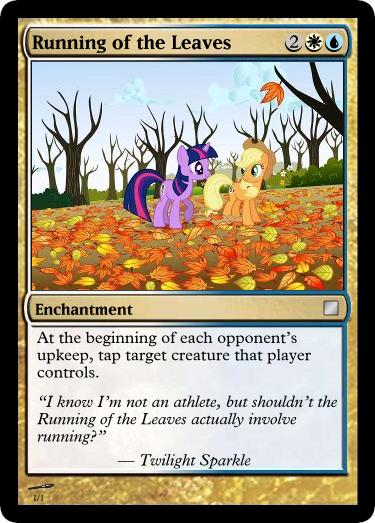 Running of the Leaves 2
Enchantment
At the beginning of each opponent's
upkeep, tap target creature that player
controls.
“I know I'm not an athlete, but shouldn't the
Running of the Leaves actually involve
running?”
— Twilight Sparkle
1/1